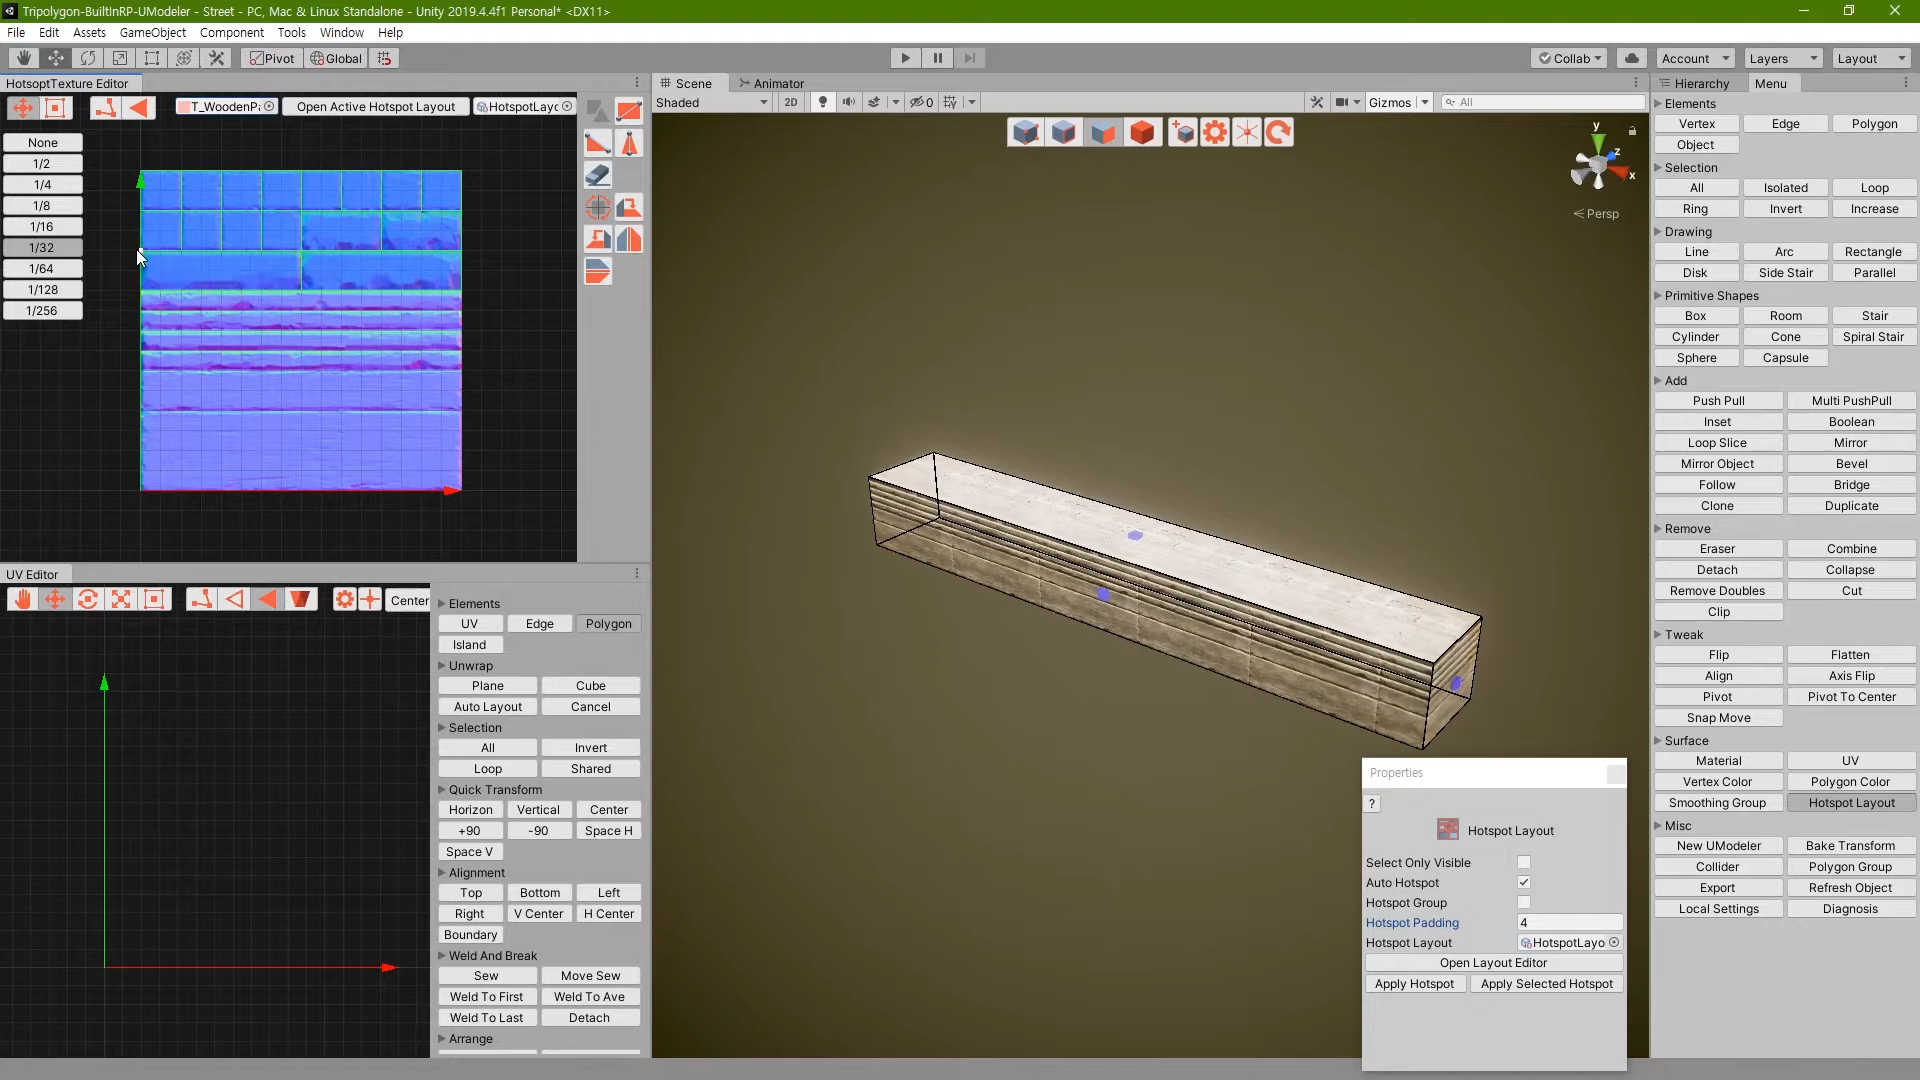 Tripolygon-BuiltInRP-UModeler - Street - PC, Mac & Linux Standalone - Unity 2019.4.4f1 Personal* <DX11>
File Edit Assets GameObject Component Tools Window Help
Pivot Global Collab Account Layers Layout
HotsoptTexture Editor
T_WoodenPa Open Active Hotspot Layout HotspotLayc
None
1/2
1/4
1/8
1/16
1/32
1/64
1/128
1/256
UV Editor
Center
Elements
UV Edge Polygon
Island
Unwrap
Plane Cube
Auto Layout Cancel
Selection
All Invert
Loop Shared
Quick Transform
Horizon Vertical Center
+90 -90 Space H
Space V
Alignment
Top Bottom Left
Right V Center H Center
Boundary
Weld And Break
Sew Move Sew
Weld To First Weld To Ave
Weld To Last Detach
Arrange
Scene Animator
Shaded 2D 0 Gizmos All
y
z
x
Persp
Properties
?
Hotspot Layout
Select Only Visible
Auto Hotspot
Hotspot Group
Hotspot Padding 4
Hotspot Layout HotspotLayo
Open Layout Editor
Apply Hotspot Apply Selected Hotspot
Hierarchy Menu
Elements
Vertex Edge Polygon
Object
Selection
All Isolated Loop
Ring Invert Increase
Drawing
Line Arc Rectangle
Disk Side Stair Parallel
Primitive Shapes
Box Room Stair
Cylinder Cone Spiral Stair
Sphere Capsule
Add
Push Pull Multi PushPull
Inset Boolean
Loop Slice Mirror
Mirror Object Bevel
Follow Bridge
Clone Duplicate
Remove
Eraser Combine
Detach Collapse
Remove Doubles Cut
Clip
Tweak
Flip Flatten
Align Axis Flip
Pivot Pivot To Center
Snap Move
Surface
Material UV
Vertex Color Polygon Color
Smoothing Group Hotspot Layout
Misc
New UModeler Bake Transform
Collider Polygon Group
Export Refresh Object
Local Settings Diagnosis